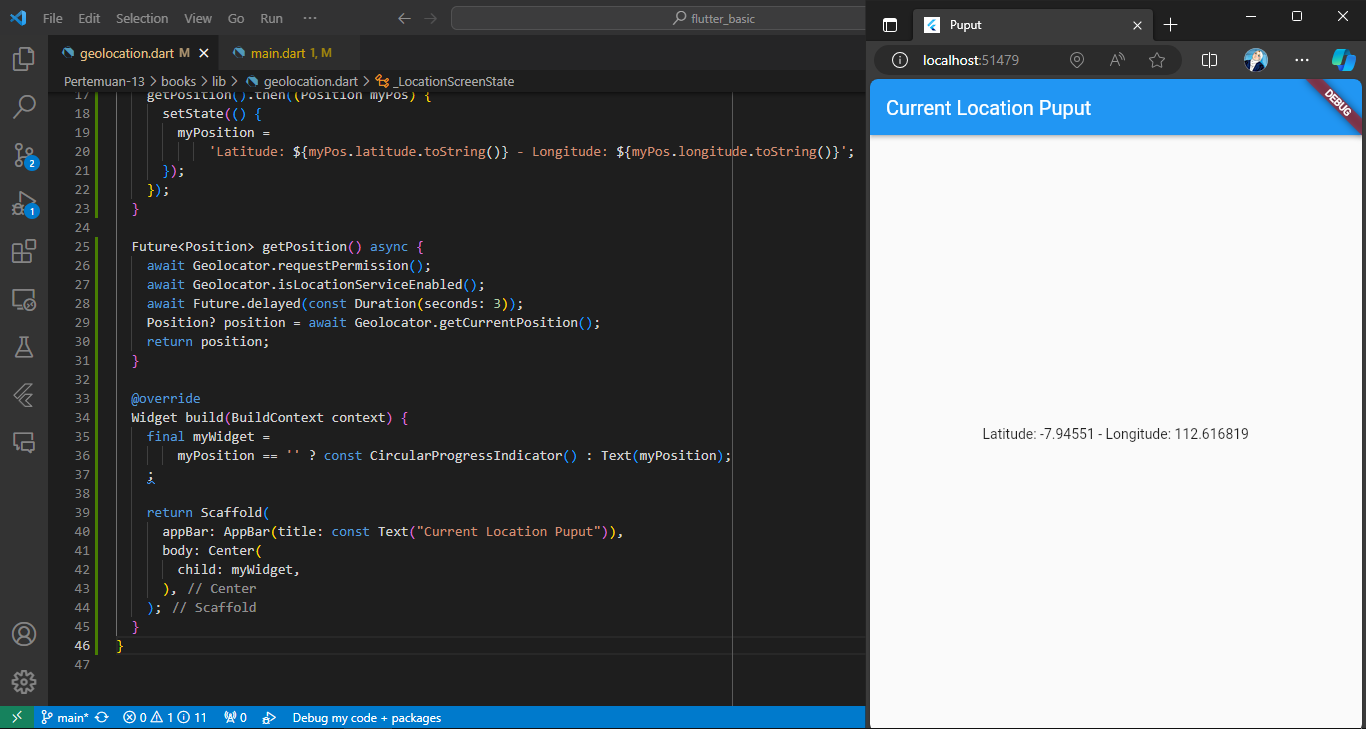 File Edit Selection View Go Run ···
flutter_basic
geolocation.dart M
main.dart 1, M
Pertemuan-13 > books > lib > geolocation.dart > _LocationScreenState
17 getPosition().then((Position myPos) {
18 setState(() {
19 myPosition =
20 'Latitude: ${myPos.latitude.toString()} - Longitude: ${myPos.longitude.toString()}';
21 });
22 });
23 }
24
25 Future<Position> getPosition() async {
26 await Geolocator.requestPermission();
27 await Geolocator.isLocationServiceEnabled();
28 await Future.delayed(const Duration(seconds: 3));
29 Position? position = await Geolocator.getCurrentPosition();
30 return position;
31 }
32
33 @override
34 Widget build(BuildContext context) {
35 final myWidget =
36 myPosition == '' ? const CircularProgressIndicator() : Text(myPosition);
37 ;
38
39 return Scaffold(
40 appBar: AppBar(title: const Text("Current Location Puput")),
41 body: Center(
42 child: myWidget,
43 ), // Center
44 ); // Scaffold
45 }
46 }
47
2
1
main* 0 1 11 0 Debug my code + packages
Puput
localhost:51479
Current Location Puput
DEBUG
Latitude: -7.94551 - Longitude: 112.616819